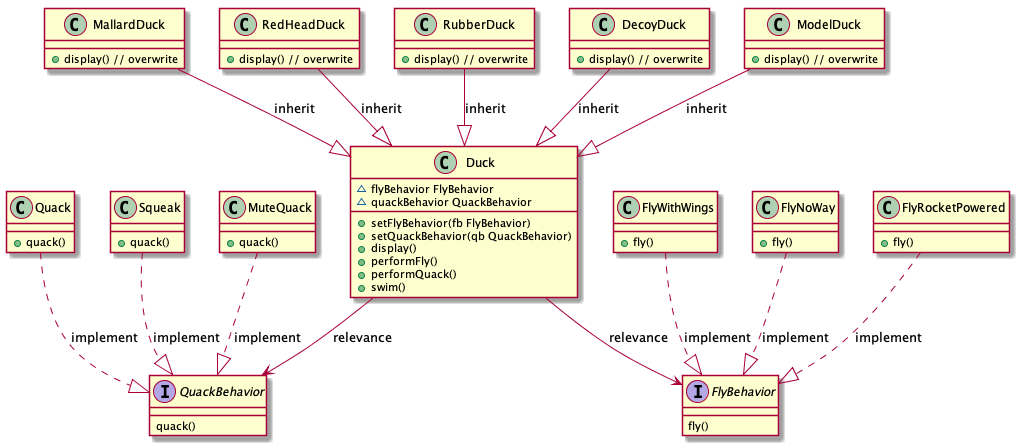 C MallardDuck
display() // overwrite
C RedHeadDuck
display() // overwrite
C RubberDuck
display() // overwrite
C DecoyDuck
display() // overwrite
C ModelDuck
display() // overwrite
inherit
inherit
inherit
inherit
inherit
C Duck
~ flyBehavior FlyBehavior
~ quackBehavior QuackBehavior
setFlyBehavior(fb FlyBehavior)
setQuackBehavior(qb QuackBehavior)
display()
performFly()
performQuack()
swim()
C Quack
quack()
C Squeak
quack()
C MuteQuack
quack()
C FlyWithWings
fly()
C FlyNoWay
fly()
C FlyRocketPowered
fly()
implement
implement
implement
relevance
relevance
implement
implement
implement
I QuackBehavior
quack()
I FlyBehavior
fly()